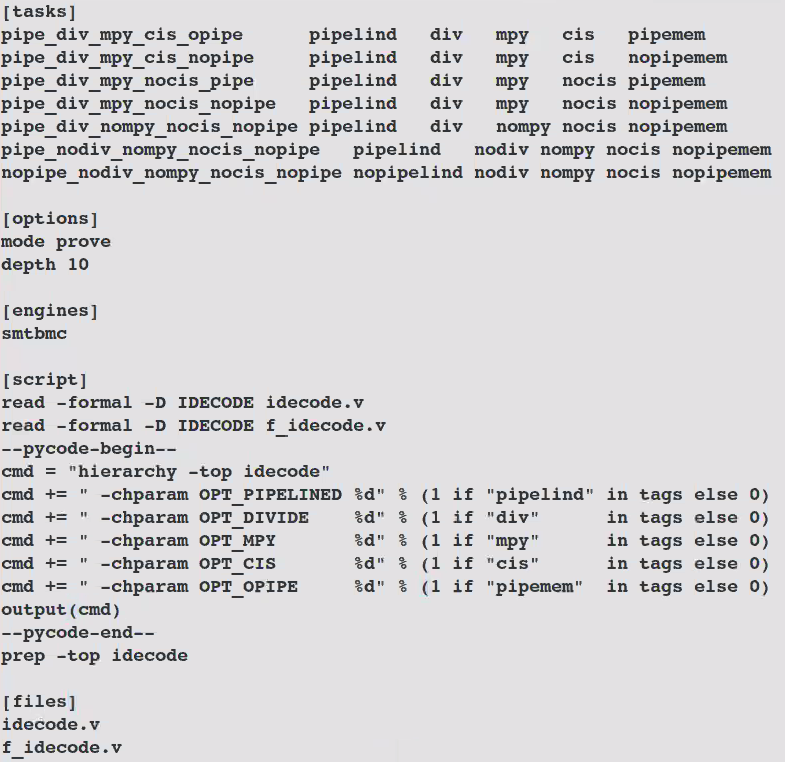 [tasks]
pipe_div_mpy_cis_opipe      pipelind   div   mpy   cis   pipemem
pipe_div_mpy_cis_nopipe     pipelind   div   mpy   cis   nopipemem
pipe_div_mpy_nocis_pipe     pipelind   div   mpy   nocis pipemem
pipe_div_mpy_nocis_nopipe   pipelind   div   mpy   nocis nopipemem
pipe_div_nompy_nocis_nopipe pipelind   div   nompy nocis nopipemem
pipe_nodiv_nompy_nocis_nopipe   pipelind   nodiv nompy nocis nopipemem
nopipe_nodiv_nompy_nocis_nopipe nopipelind nodiv nompy nocis nopipemem

[options]
mode prove
depth 10

[engines]
smtbmc

[script]
read -formal -D IDECODE idecode.v
read -formal -D IDECODE f_idecode.v
--pycode-begin--
cmd = "hierarchy -top idecode"
cmd += " -chparam OPT_PIPELINED %d" % (1 if "pipelind" in tags else 0)
cmd += " -chparam OPT_DIVIDE    %d" % (1 if "div"      in tags else 0)
cmd += " -chparam OPT_MPY       %d" % (1 if "mpy"      in tags else 0)
cmd += " -chparam OPT_CIS       %d" % (1 if "cis"      in tags else 0)
cmd += " -chparam OPT_OPIPE     %d" % (1 if "pipemem"  in tags else 0)
output(cmd)
--pycode-end--
prep -top idecode

[files]
idecode.v
f_idecode.v